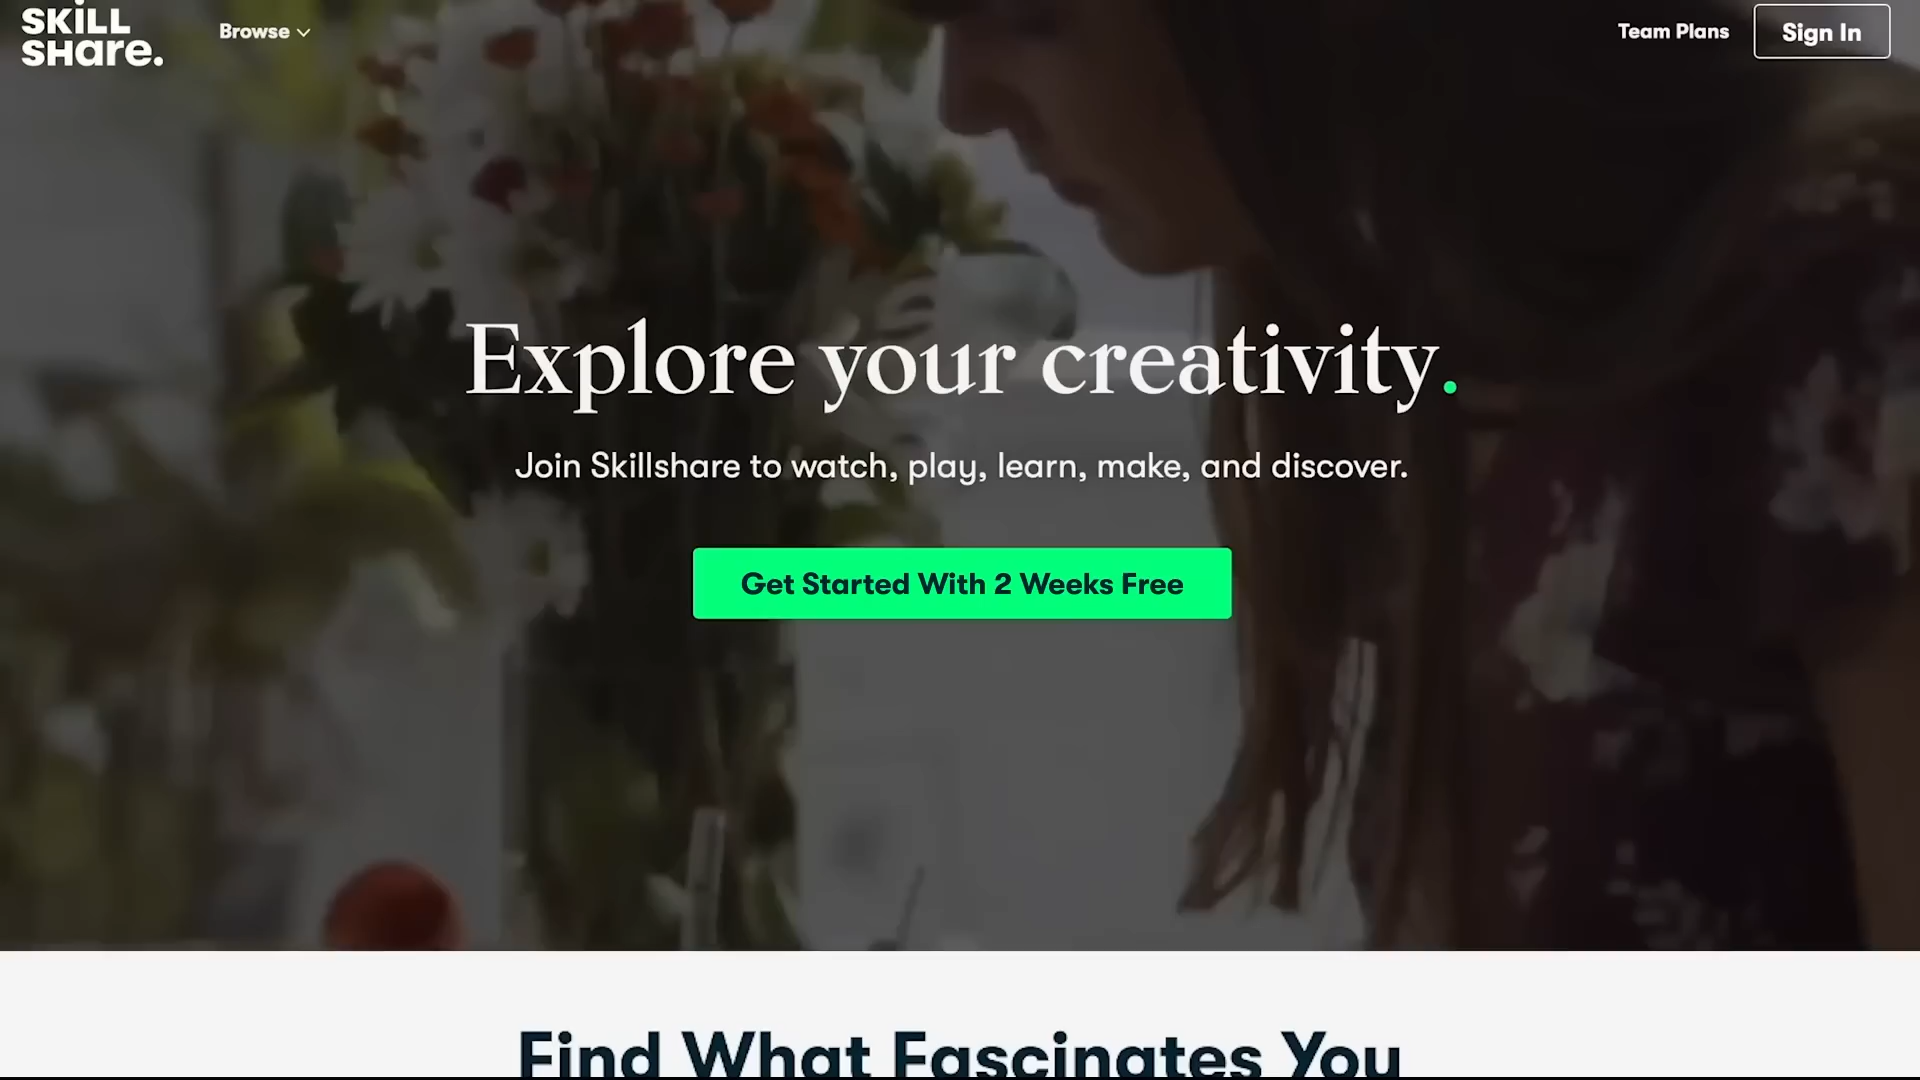 SKILL
SHare.
Browse
Team Plans
Sign In
Explore your creativity.
Join Skillshare to watch, play, learn, make, and discover.
Get Started With 2 Weeks Free
Find What Fascinates You